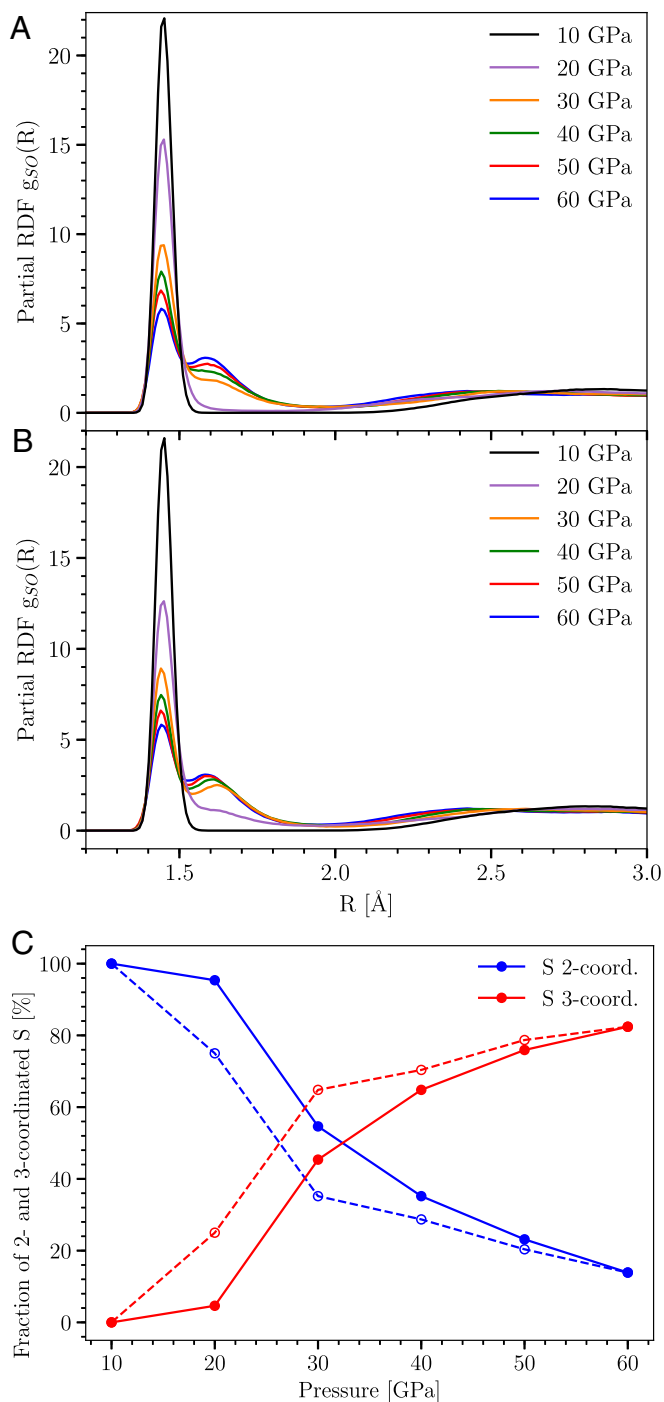 A
Partial RDF gSO(R)
20
15
10
5
0
10 GPa
20 GPa
30 GPa
40 GPa
50 GPa
60 GPa
B
Partial RDF gSO(R)
20
15
10
5
0
10 GPa
20 GPa
30 GPa
40 GPa
50 GPa
60 GPa
1.5 2.0 2.5 3.0
R [Å]
C
Fraction of 2- and 3-coordinated S [%]
100
80
60
40
20
0
S 2-coord.
S 3-coord.
10 20 30 40 50 60
Pressure [GPa]